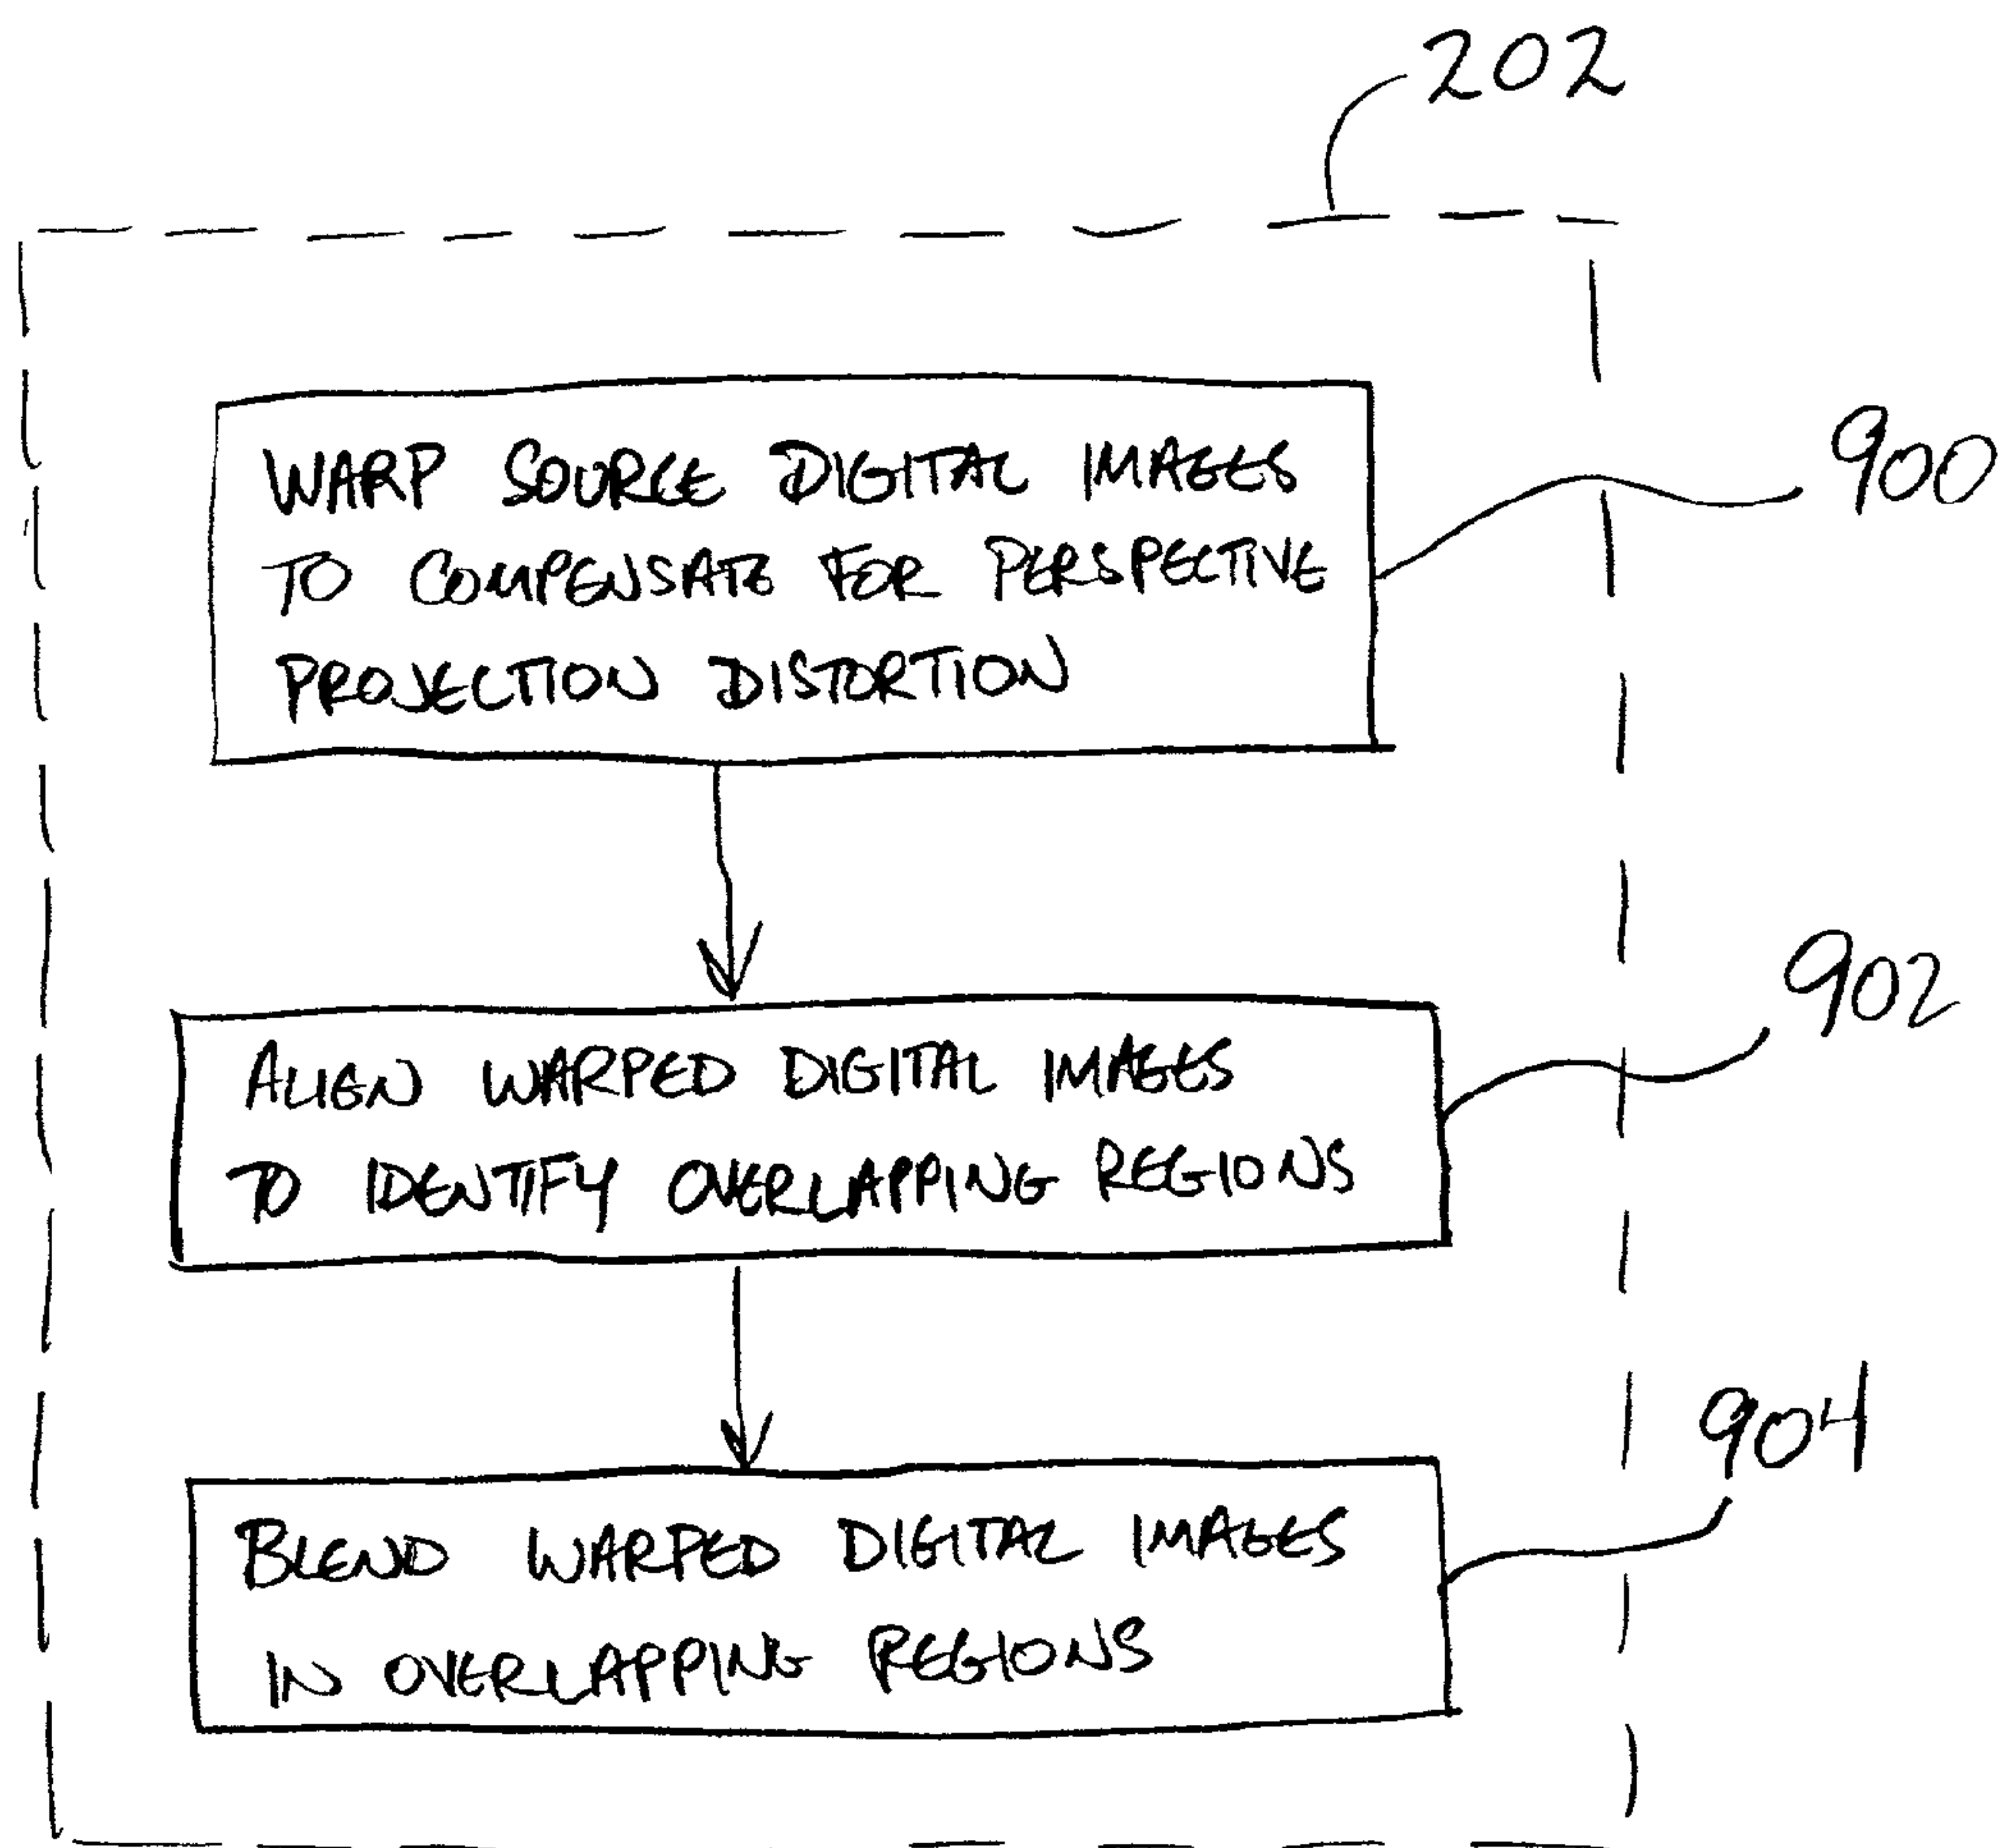 202
WARP SOURCE DIGITAL IMAGES
TO COMPENSATE FOR PERSPECTIVE
PROJECTION DISTORTION
900
ALIGN WARPED DIGITAL IMAGES
TO IDENTIFY OVERLAPPING REGIONS
902
BLEND WARPED DIGITAL IMAGES
IN OVERLAPPING REGIONS
904